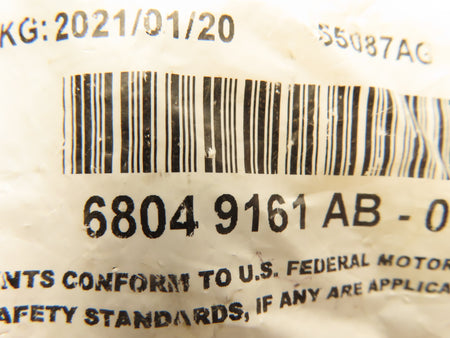 KG: 2021/01/20 55087AG
6804 9161 AB - 0
NTS CONFORM TO U.S. FEDERAL MOTOR
AFETY STANDARDS, IF ANY ARE APPLICA